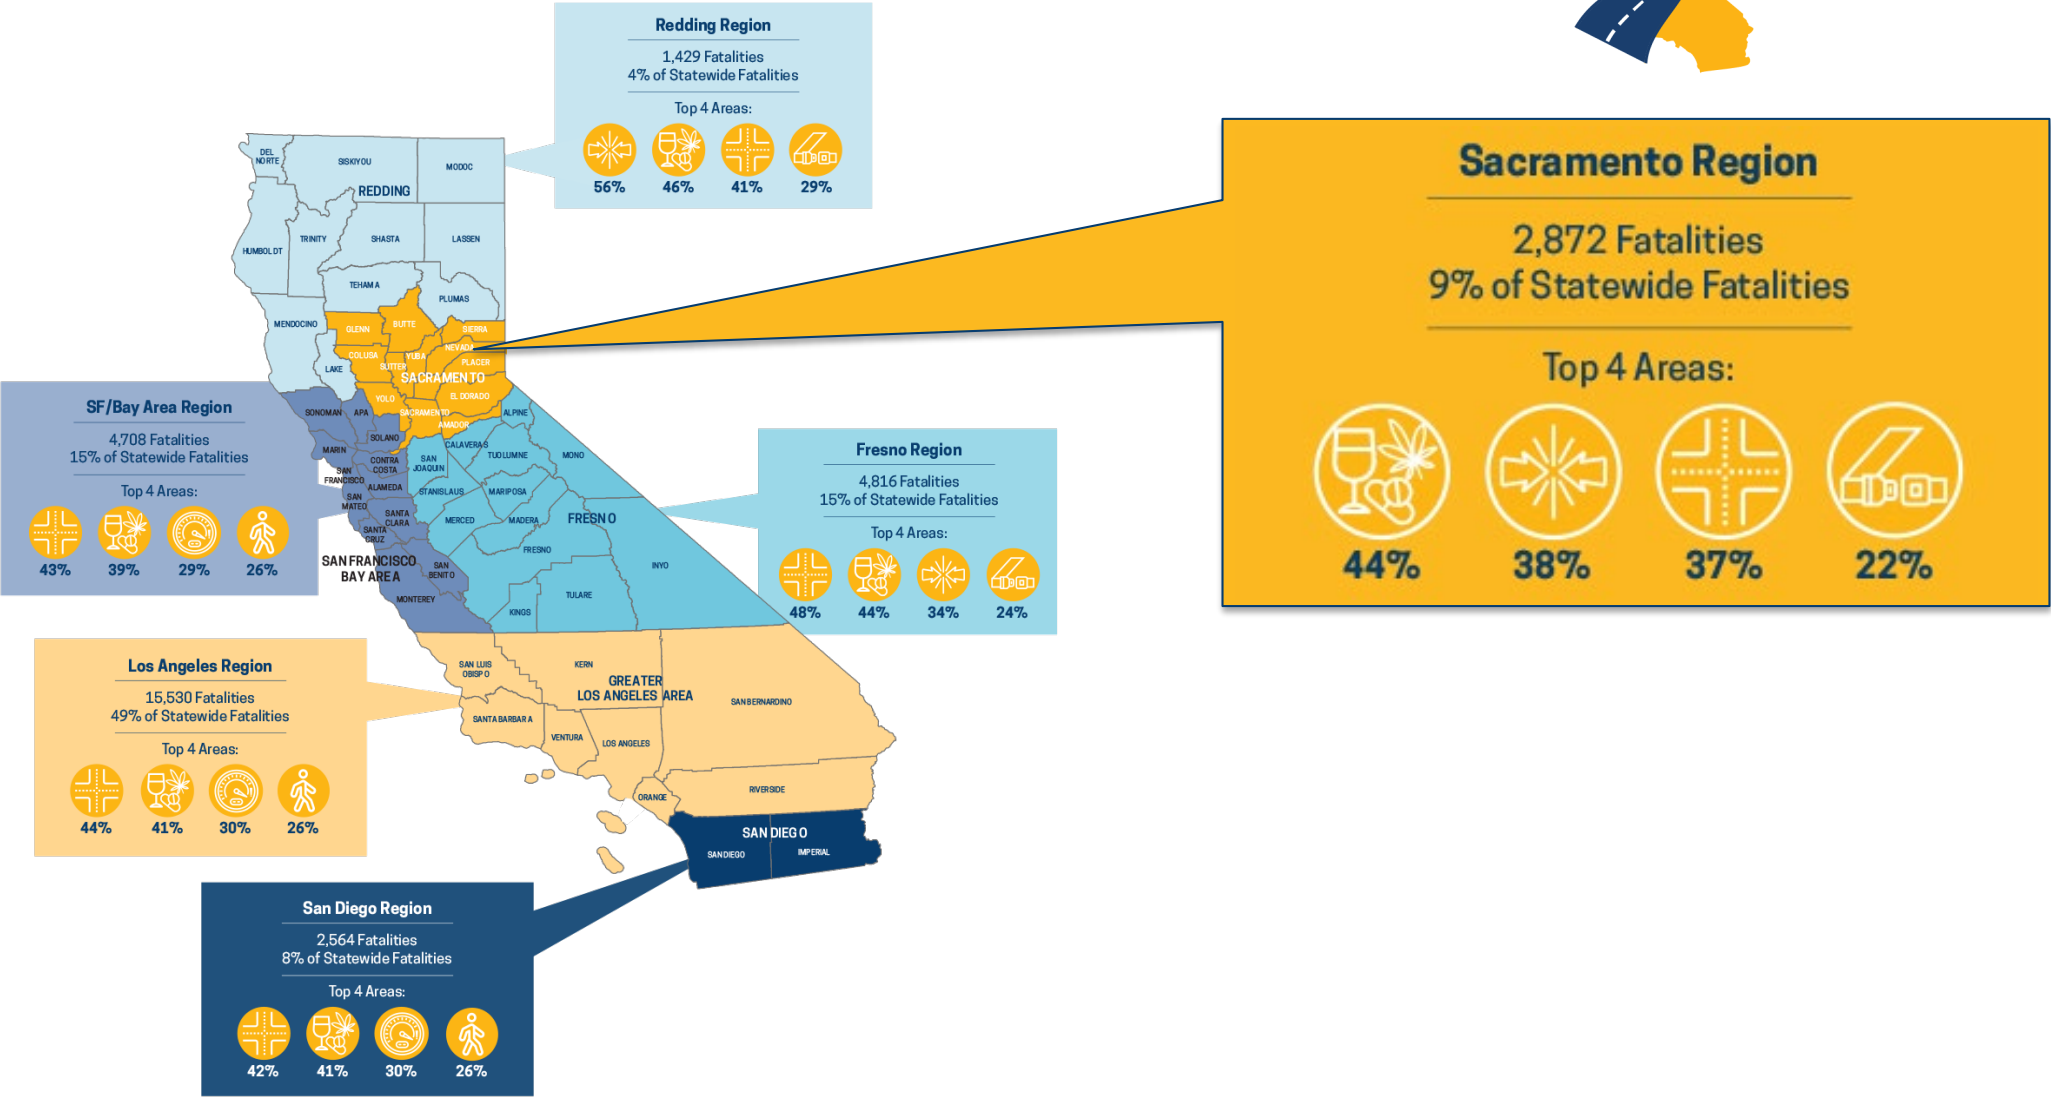 Redding Region
1,429 Fatalities
4% of Statewide Fatalities
Top 4 Areas:
56% 46% 41% 29%
Sacramento Region
2,872 Fatalities
9% of Statewide Fatalities
Top 4 Areas:
44% 38% 37% 22%
SF/Bay Area Region
4,708 Fatalities
15% of Statewide Fatalities
Top 4 Areas:
43% 39% 29% 26%
Fresno Region
4,816 Fatalities
15% of Statewide Fatalities
Top 4 Areas:
48% 44% 34% 24%
Los Angeles Region
15,530 Fatalities
49% of Statewide Fatalities
Top 4 Areas:
44% 41% 30% 26%
San Diego Region
2,564 Fatalities
8% of Statewide Fatalities
Top 4 Areas:
42% 41% 30% 26%
DEL
NORTE
SISKIYOU
MODOC
REDDING
HUMBOLDT
TRINITY
SHASTA
LASSEN
TEHAMA
PLUMAS
MENDOCINO
GLENN
BUTTE
SIERRA
NEVADA
COLUSA
YUBA
PLACER
SUTTER
LAKE
SACRAMENTO
YOLO
EL DORADO
SACRAMENTO
AMADOR
ALPINE
SONOMAN
APA
SOLANO
MARIN
CALAVERAS
TUOLUMNE
MONO
CONTRA
COSTA
SAN
JOAQUIN
SAN
FRANCISCO
ALAMEDA
STANISLAUS
MARIPOSA
SAN
MATEO
SANTA
CLARA
MERCED
MADERA
FRESNO
SANTA
CRUZ
FRESNO
SAN FRANCISCO
BAY AREA
SAN
BENITO
INYO
MONTEREY
TULARE
KINGS
SAN LUIS
OBISPO
KERN
GREATER
LOS ANGELES AREA
SAN BERNARDINO
SANTA BARBARA
VENTURA
LOS ANGELES
ORANGE
RIVERSIDE
SAN DIEGO
SAN DIEGO
IMPERIAL